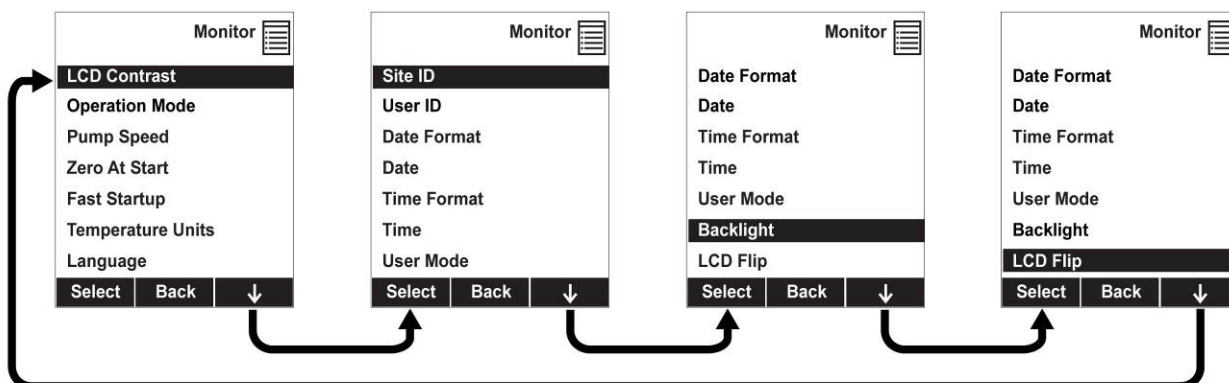 Monitor
LCD Contrast
Operation Mode
Pump Speed
Zero At Start
Fast Startup
Temperature Units
Language
Select Back ↓
Monitor
Site ID
User ID
Date Format
Date
Time Format
Time
User Mode
Select Back ↓
Monitor
Date Format
Date
Time Format
Time
User Mode
Backlight
LCD Flip
Select Back ↓
Monitor
Date Format
Date
Time Format
Time
User Mode
Backlight
LCD Flip
Select Back ↓